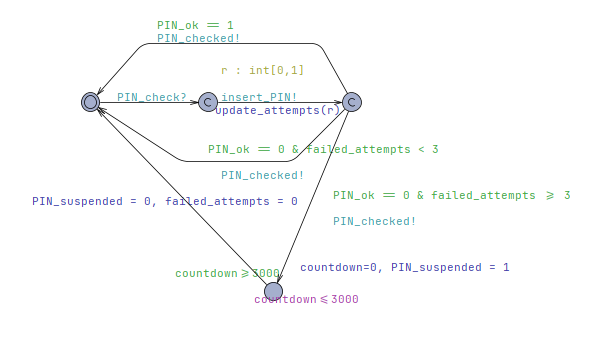 PIN_ok == 1
PIN_checked!
r : int[0,1]
PIN_check?
C
insert_PIN!
C
update_attempts(r)
PIN_ok == 0 & failed_attempts < 3
PIN_checked!
PIN_ok == 0 & failed_attempts ≥ 3
PIN_suspended = 0, failed_attempts = 0
PIN_checked!
countdown=0, PIN_suspended = 1
countdown≥3000
countdown≤3000